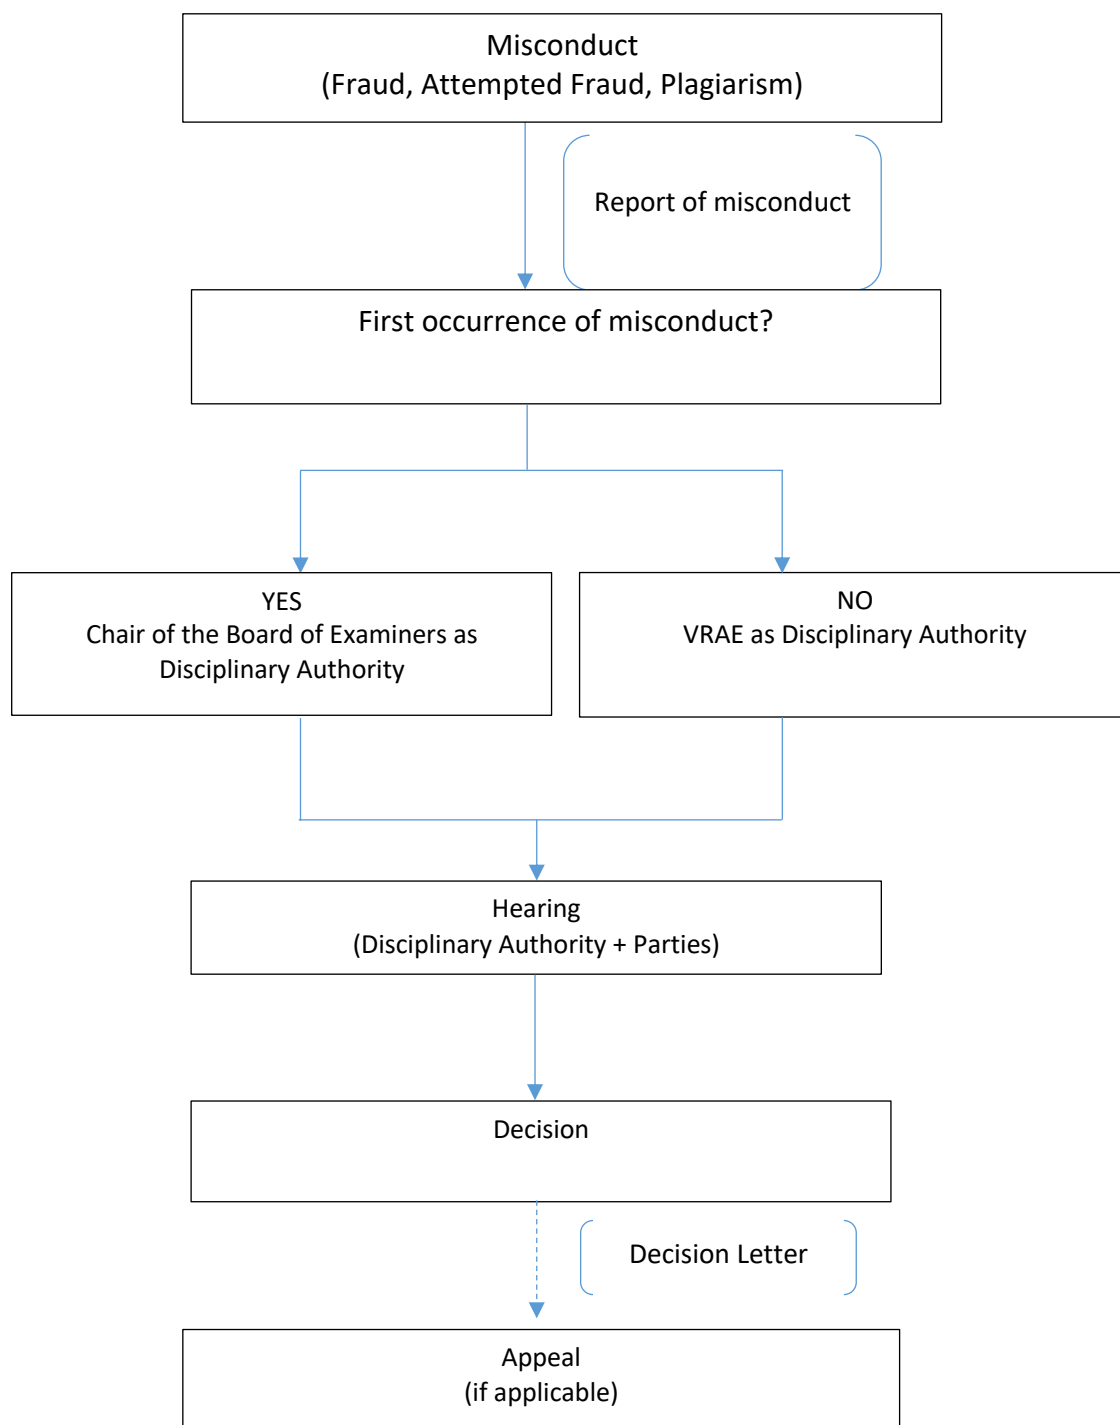 Misconduct
(Fraud, Attempted Fraud, Plagiarism)
Report of misconduct
First occurrence of misconduct?
YES
Chair of the Board of Examiners as
Disciplinary Authority
NO
VRAE as Disciplinary Authority
Hearing
(Disciplinary Authority + Parties)
Decision
Decision Letter
Appeal
(if applicable)